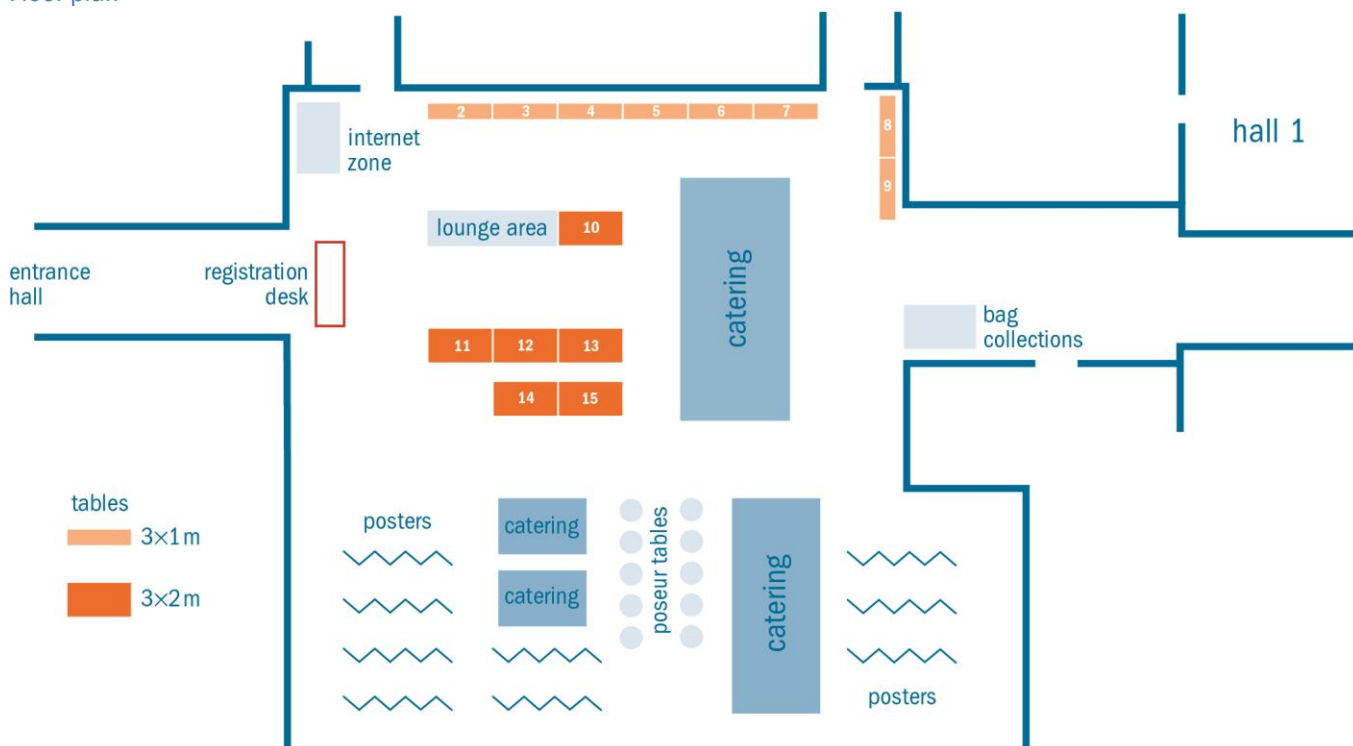 2 3 4 5 6 7
8
9
hall 1
internet
zone
lounge area 10
catering
entrance
hall
registration
desk
bag
collections
11 12 13
14 15
tables
3×1 m
3×2 m
posters
catering
catering
poseur tables
catering
posters